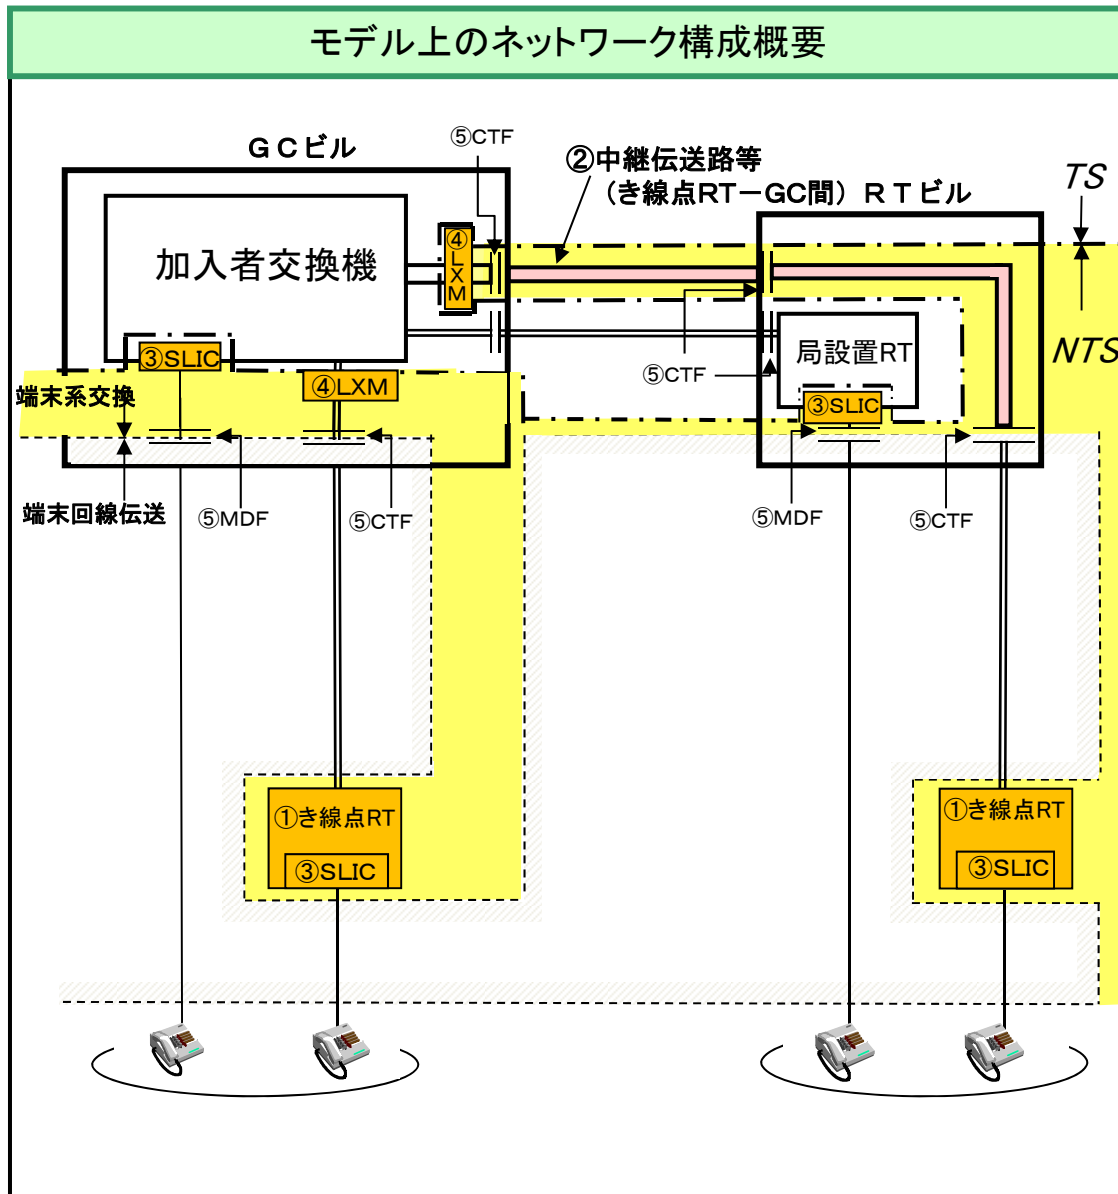 モデル上のネットワーク構成概要
GCビル
⑤CTF
②中継伝送路等
（き線点RT－GC間）
RTビル
TS
NTS
加入者交換機
④LXM
③SLIC
④LXM
局設置RT
③SLIC
⑤CTF
端末系交換
端末回線伝送
⑤MDF
⑤CTF
⑤MDF
⑤CTF
①き線点RT
③SLIC
①き線点RT
③SLIC